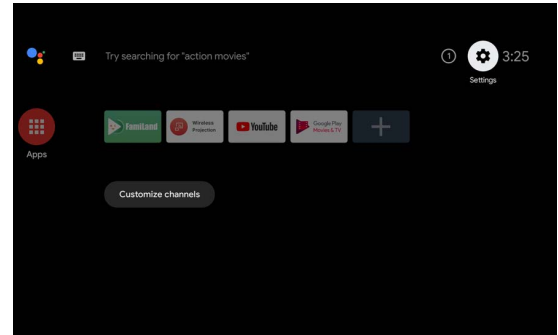 Try searching for "action movies"
1
3:25
Settings
FamiLand
Wireless
Projection
YouTube
Google Play
Movies & TV
Apps
Customize channels